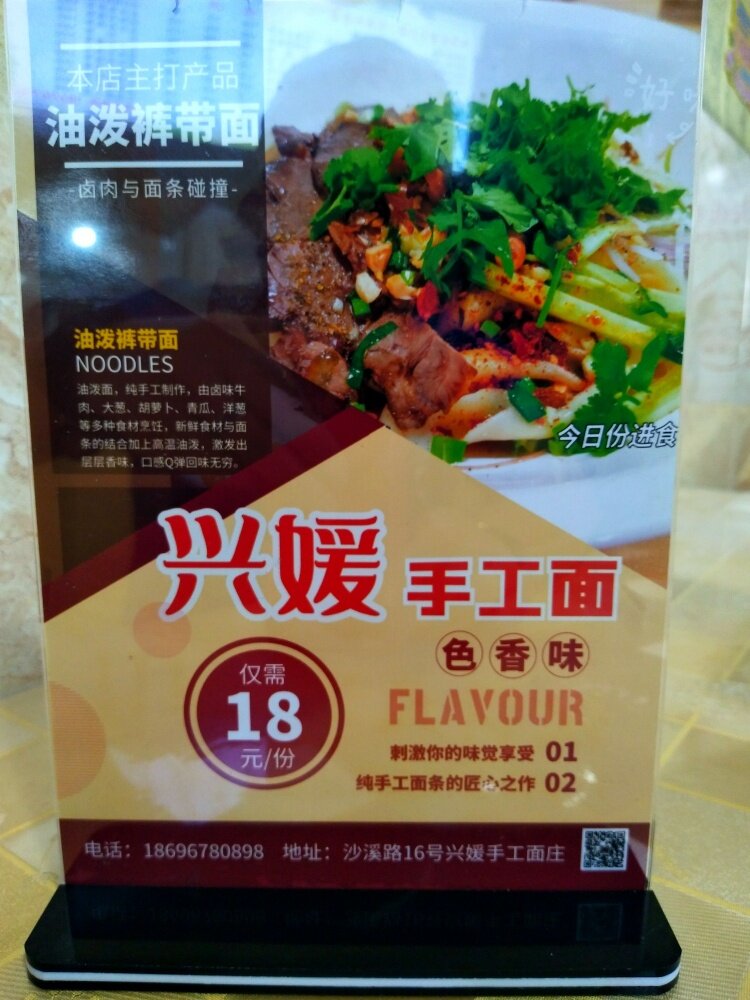 本店主打产品
油泼裤带面
-卤肉与面条碰撞-
油泼裤带面
NOODLES
油泼面，纯手工制作，由卤味牛
肉、大葱、胡萝卜、青瓜、洋葱
等多种食材烹饪，新鲜食材与面
条的结合加上高温油泼，激发出
层层香味，口感Q弹回味无穷。
今日份进食
兴媛 手工面
色香味
FLAVOUR
仅需
18
元/份
刺激你的味觉享受 01
纯手工面条的匠心之作 02
电话：18696780898 地址：沙溪路16号兴媛手工面庄